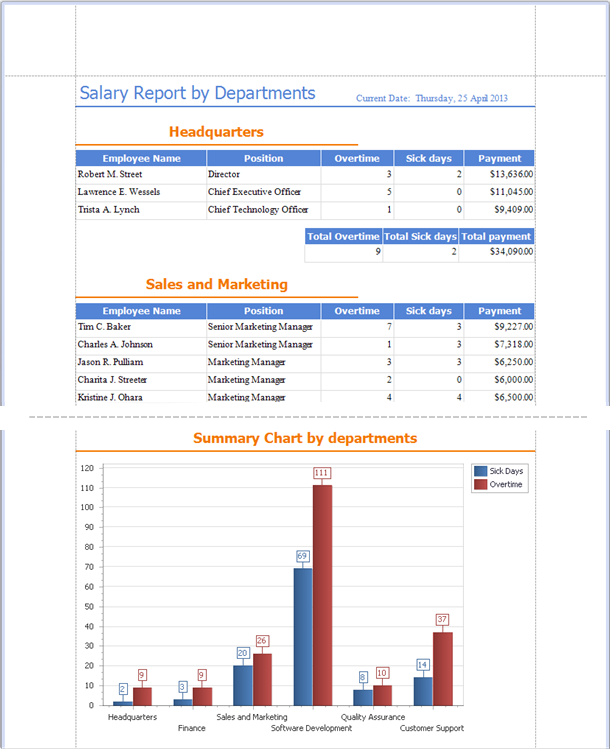 Salary Report by Departments Current Date: Thursday, 25 April 2013
Headquarters
Employee Name Position Overtime Sick days Payment
Robert M. Street Director 3 2 $13,636.00
Lawrence E. Wessels Chief Executive Officer 5 0 $11,045.00
Trista A. Lynch Chief Technology Officer 1 0 $9,409.00
Total Overtime Total Sick days Total payment
9 2 $34,090.00
Sales and Marketing
Employee Name Position Overtime Sick days Payment
Tim C. Baker Senior Marketing Manager 7 3 $9,227.00
Charles A. Johnson Senior Marketing Manager 1 3 $7,318.00
Jason R. Pulliam Marketing Manager 3 3 $6,250.00
Charita J. Streeter Marketing Manager 2 0 $6,000.00
Kristine J. Ohara Marketing Manager 4 4 $6,500.00
Summary Chart by departments
120
110
100
90
80
70
60
50
40
30
20
10
0
2 9
3 9
20 26
69 111
8 10
14 37
Sick Days
Overtime
Headquarters Sales and Marketing Quality Assurance
Finance Software Development Customer Support